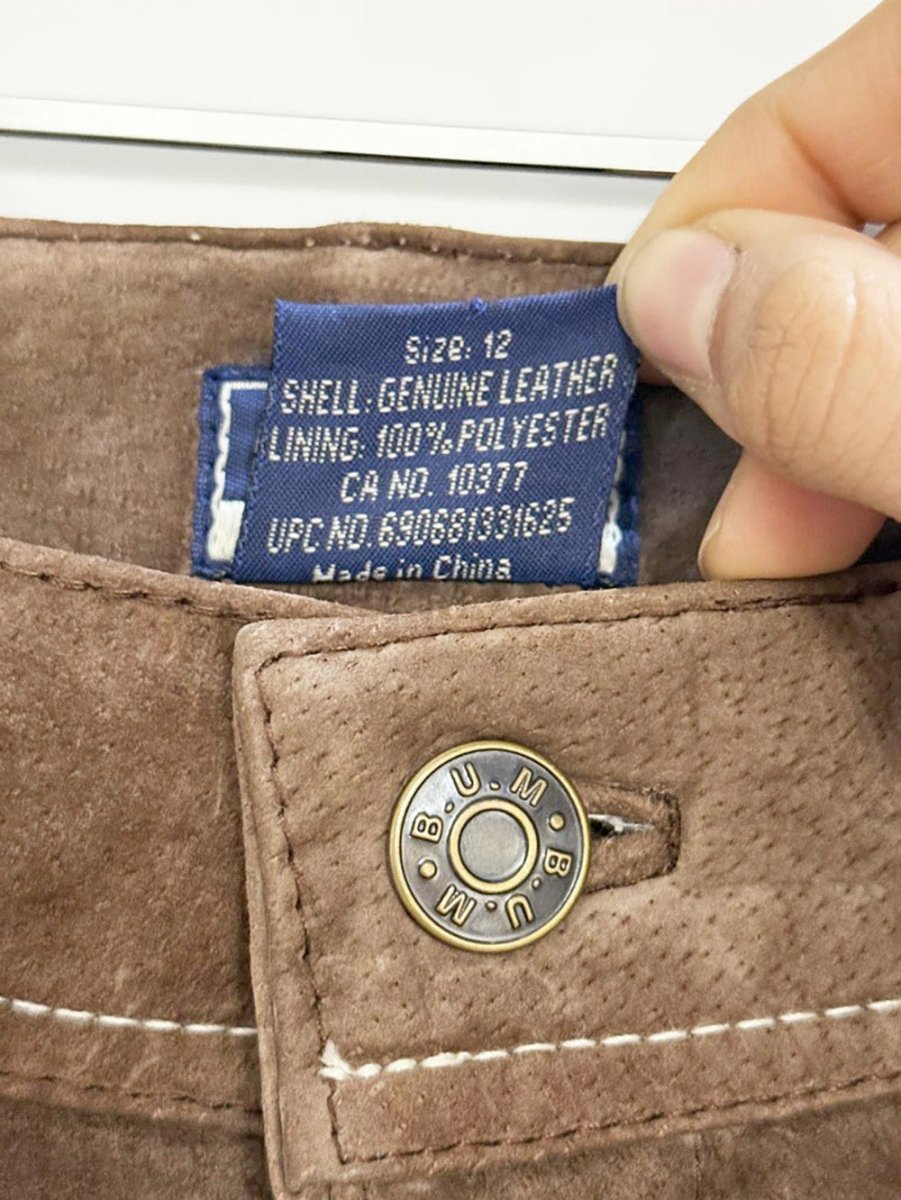 Size: 12
SHELL: GENUINE LEATHER
LINING: 100% POLYESTER
CA NO. 10377
UPC NO. 690681331625
Made in China
B.U.M. B.U.M.